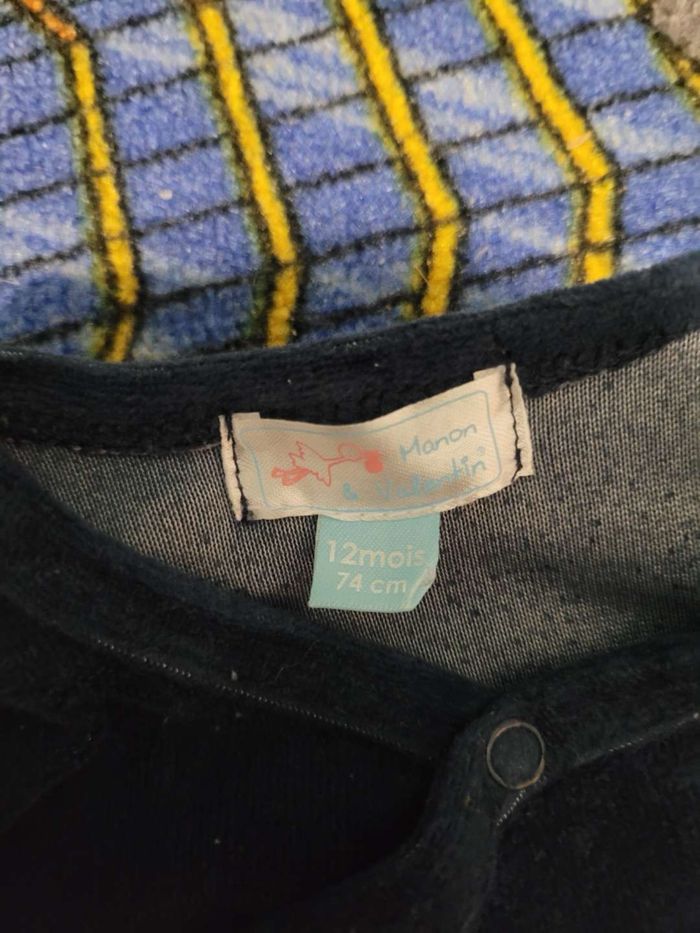 Manon
& Valentin
12mois
74 cm